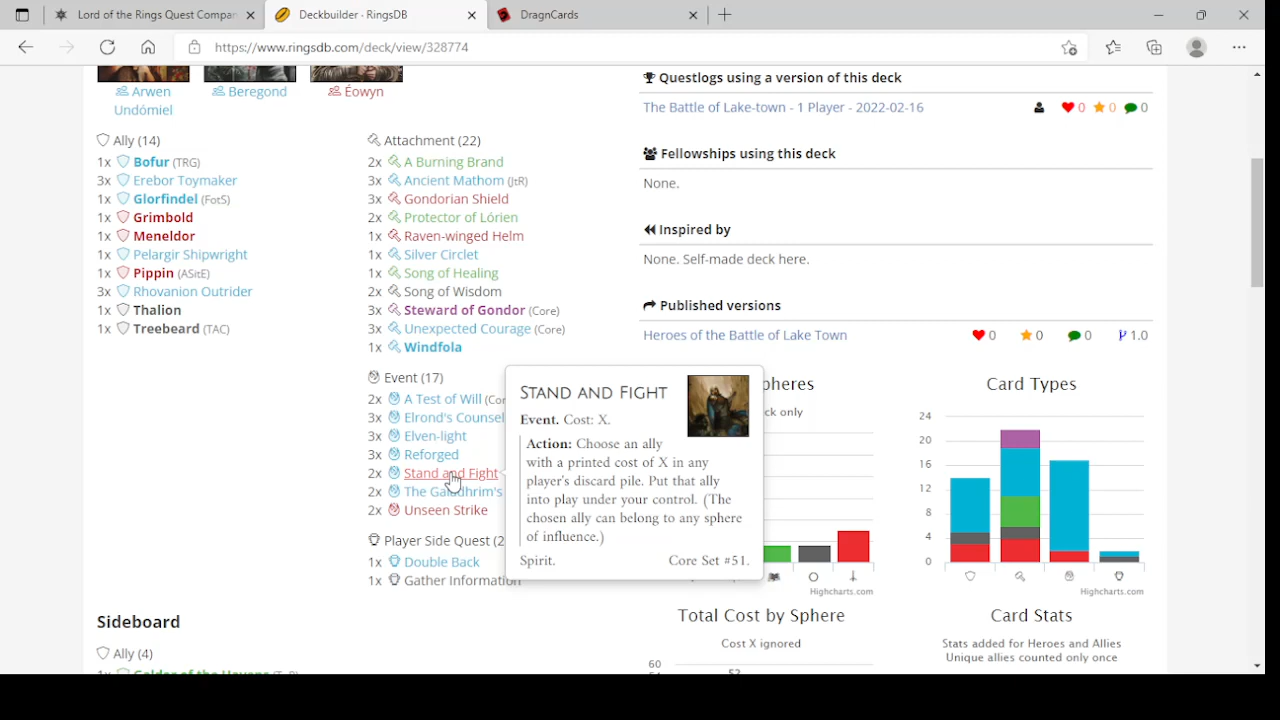 Lord of the Rings Quest Compan
Deckbuilder · RingsDB
DragnCards
https://www.ringsdb.com/deck/view/328774
Arwen Undómiel
Beregond
Éowyn
Ally (14)
1x Bofur (TRG)
3x Erebor Toymaker
1x Glorfindel (FotS)
1x Grimbold
1x Meneldor
1x Pelargir Shipwright
1x Pippin (ASitE)
3x Rhovanion Outrider
1x Thalion
1x Treebeard (TAC)
Attachment (22)
2x A Burning Brand
3x Ancient Mathom (JtR)
3x Gondorian Shield
2x Protector of Lórien
1x Raven-winged Helm
1x Silver Circlet
1x Song of Healing
2x Song of Wisdom
3x Steward of Gondor (Core)
3x Unexpected Courage (Core)
1x Windfola
Event (17)
2x A Test of Will (Cor
3x Elrond's Counsel
3x Elven-light
3x Reforged
2x Stand and Fight
2x The Galadhrim's
2x Unseen Strike
Player Side Quest (2
1x Double Back
1x Gather Information
Stand and Fight
Event. Cost: X.
Action: Choose an ally
with a printed cost of X in any
player's discard pile. Put that ally
into play under your control. (The
chosen ally can belong to any sphere
of influence.)
Spirit.
Core Set #51.
Sideboard
Ally (4)
Questlogs using a version of this deck
The Battle of Lake-town - 1 Player - 2022-02-16
0 0 0
Fellowships using this deck
None.
Inspired by
None. Self-made deck here.
Published versions
Heroes of the Battle of Lake Town
0 0 0 1.0
pheres
ck only
Highcharts.com
Card Types
24
20
16
12
8
4
0
Highcharts.com
Total Cost by Sphere
Cost X ignored
60
52
Card Stats
Stats added for Heroes and Allies
Unique allies counted only once